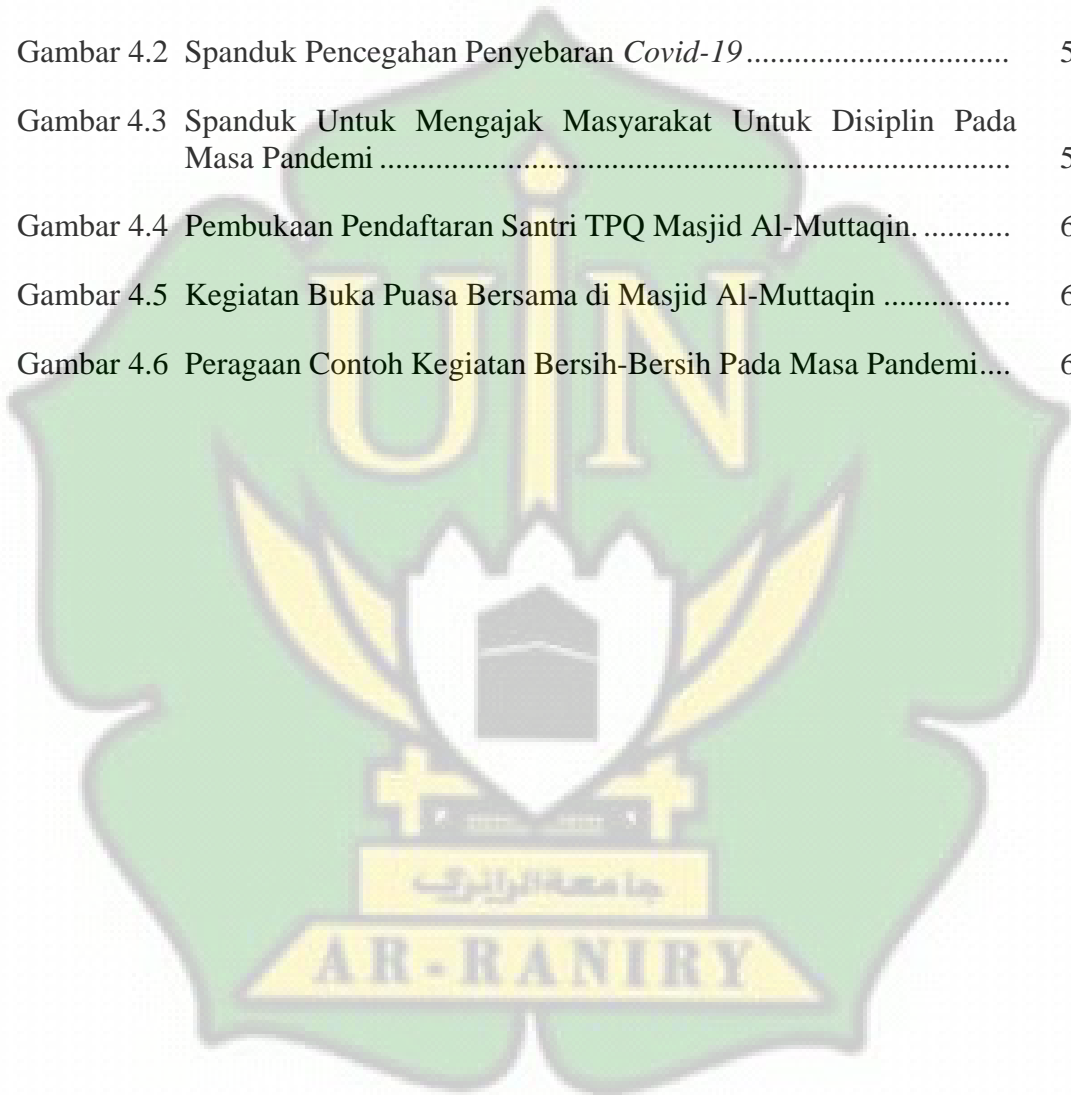 Gambar 4.2 Spanduk Pencegahan Penyebaran Covid-19 ................................ 5
Gambar 4.3 Spanduk Untuk Mengajak Masyarakat Untuk Disiplin Pada
Masa Pandemi ........................................................................ 5
Gambar 4.4 Pembukaan Pendaftaran Santri TPQ Masjid Al-Muttaqin. ........... 6
Gambar 4.5 Kegiatan Buka Puasa Bersama di Masjid Al-Muttaqin ................ 6
Gambar 4.6 Peragaan Contoh Kegiatan Bersih-Bersih Pada Masa Pandemi.... 6
UIN
جامعة الرانري
AR-RANIRY